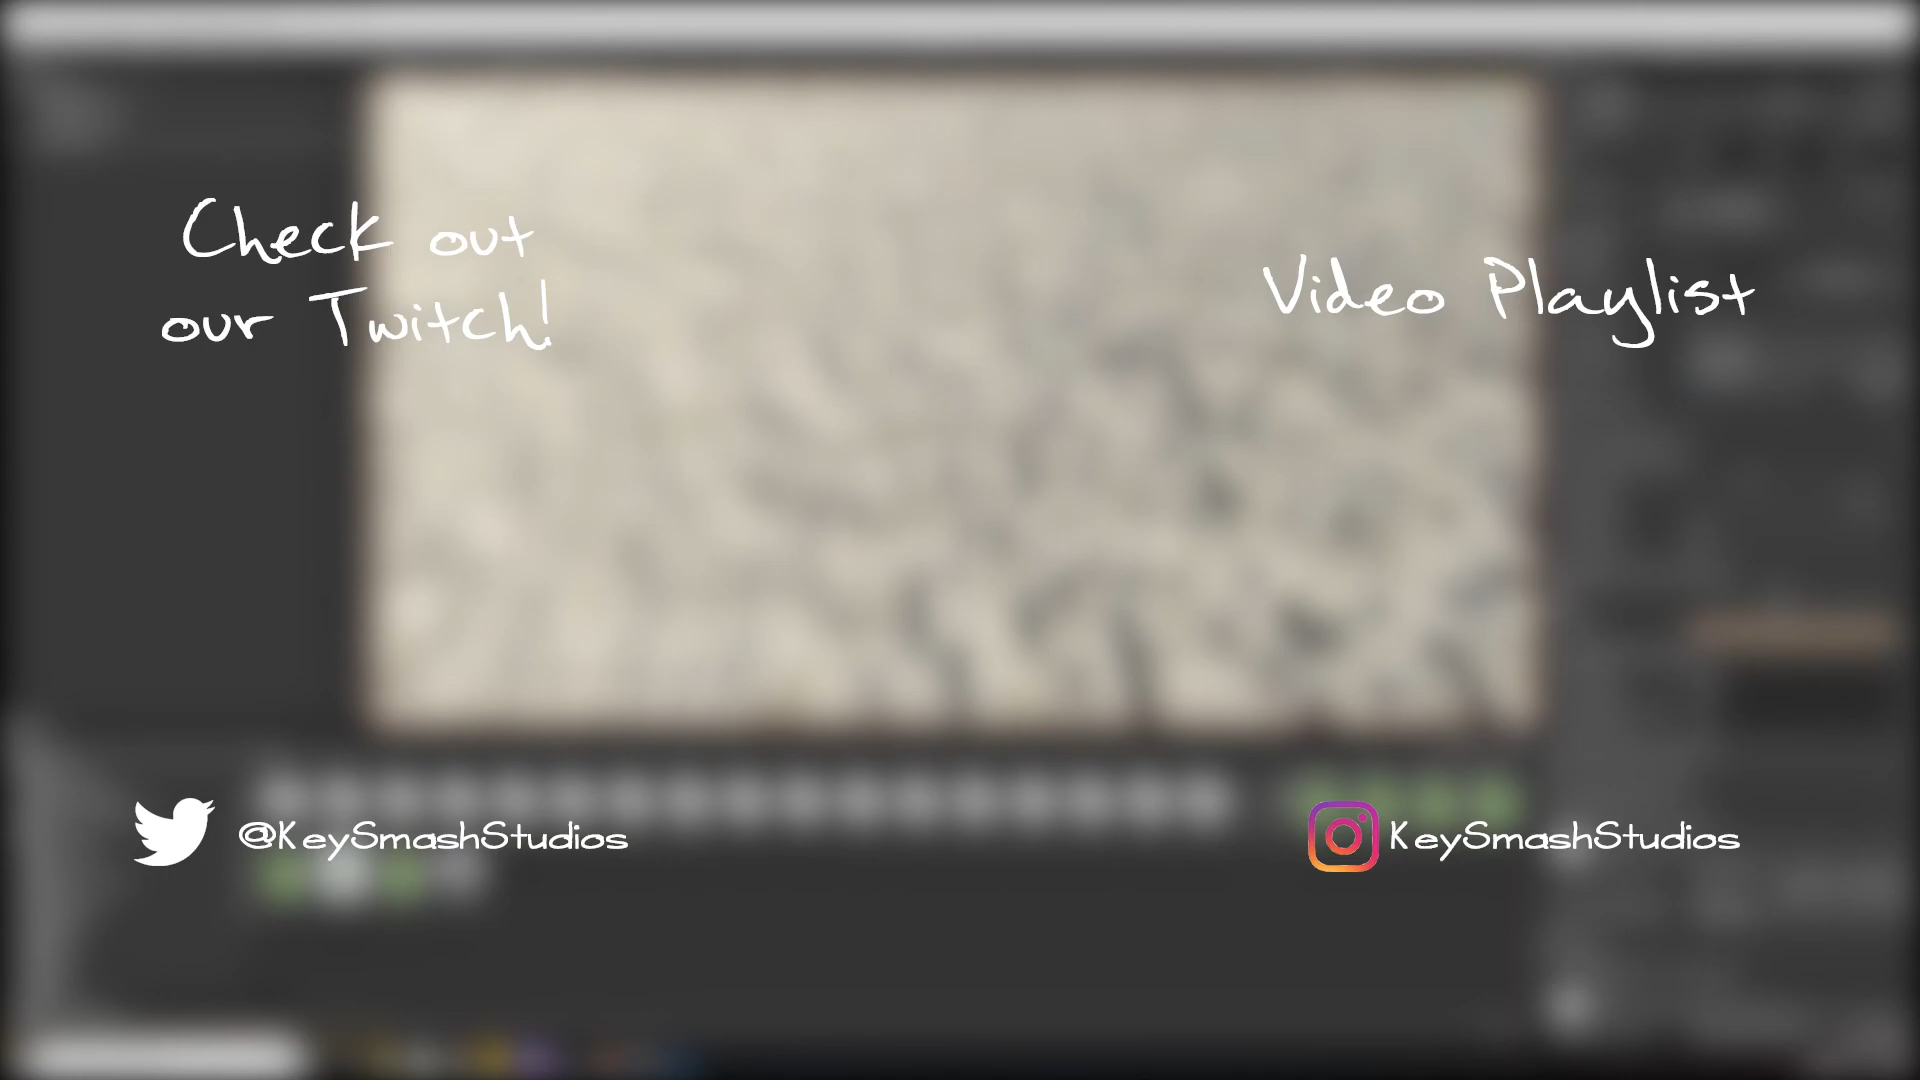 Check out
our Twitch!
Video Playlist
@KeySmashStudios
KeySmashStudios